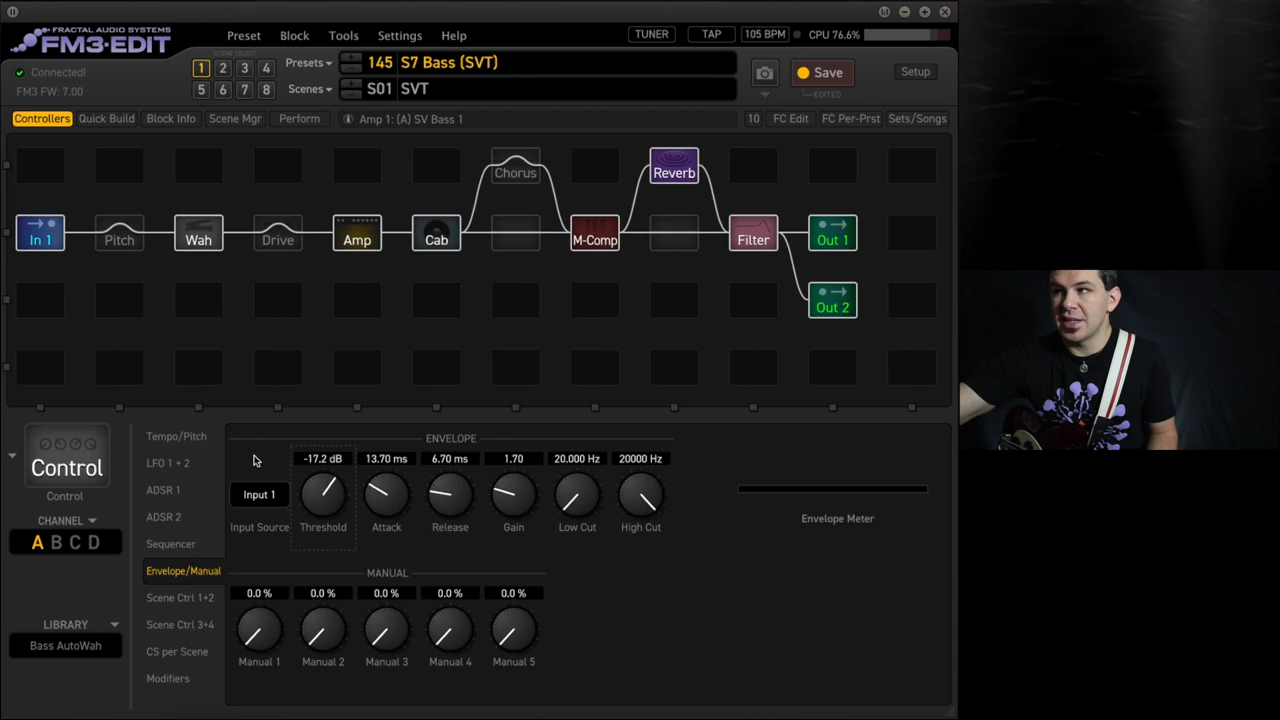 FRACTAL AUDIO SYSTEMS
FM3-EDIT
Preset Block Tools Settings Help
TUNER TAP 105 BPM CPU 76.6%
Connected!
FM3 FW: 7.00
SCENE SELECT
1 2 3 4
5 6 7 8
Presets 145 S7 Bass (SVT)
Scenes S01 SVT
Save
EDITED
Setup
Controllers Quick Build Block Info Scene Mgr Perform Amp 1: (A) SV Bass 1 10 FC Edit FC Per-Prst Sets/Songs
Chorus Reverb
In 1 Pitch Wah Drive Amp Cab M-Comp Filter Out 1
Out 2
Control
Control
CHANNEL
A B C D
LIBRARY
Bass AutoWah
Tempo/Pitch
LFO 1 + 2
ADSR 1
ADSR 2
Sequencer
Envelope/Manual
Scene Ctrl 1+2
Scene Ctrl 3+4
CS per Scene
Modifiers
ENVELOPE
-17.2 dB 13.70 ms 6.70 ms 1.70 20.000 Hz 20000 Hz
Input 1
Input Source Threshold Attack Release Gain Low Cut High Cut
Envelope Meter
MANUAL
0.0 % 0.0 % 0.0 % 0.0 % 0.0 %
Manual 1 Manual 2 Manual 3 Manual 4 Manual 5